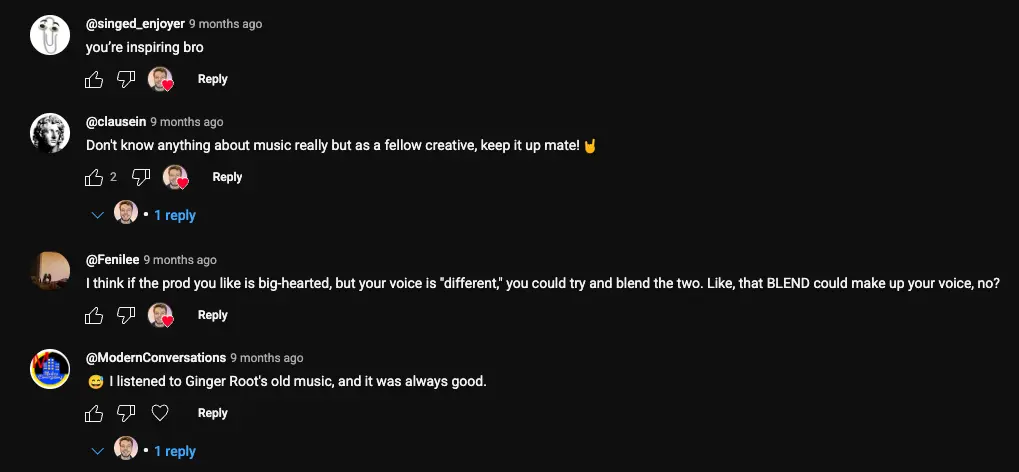 @singed_enjoyer 9 months ago
you’re inspiring bro
Reply
@clausein 9 months ago
Don't know anything about music really but as a fellow creative, keep it up mate! 🤘
2 Reply
• 1 reply
@Fenilee 9 months ago
I think if the prod you like is big-hearted, but your voice is "different," you could try and blend the two. Like, that BLEND could make up your voice, no?
Reply
@ModernConversations 9 months ago
😅 I listened to Ginger Root's old music, and it was always good.
Reply
• 1 reply